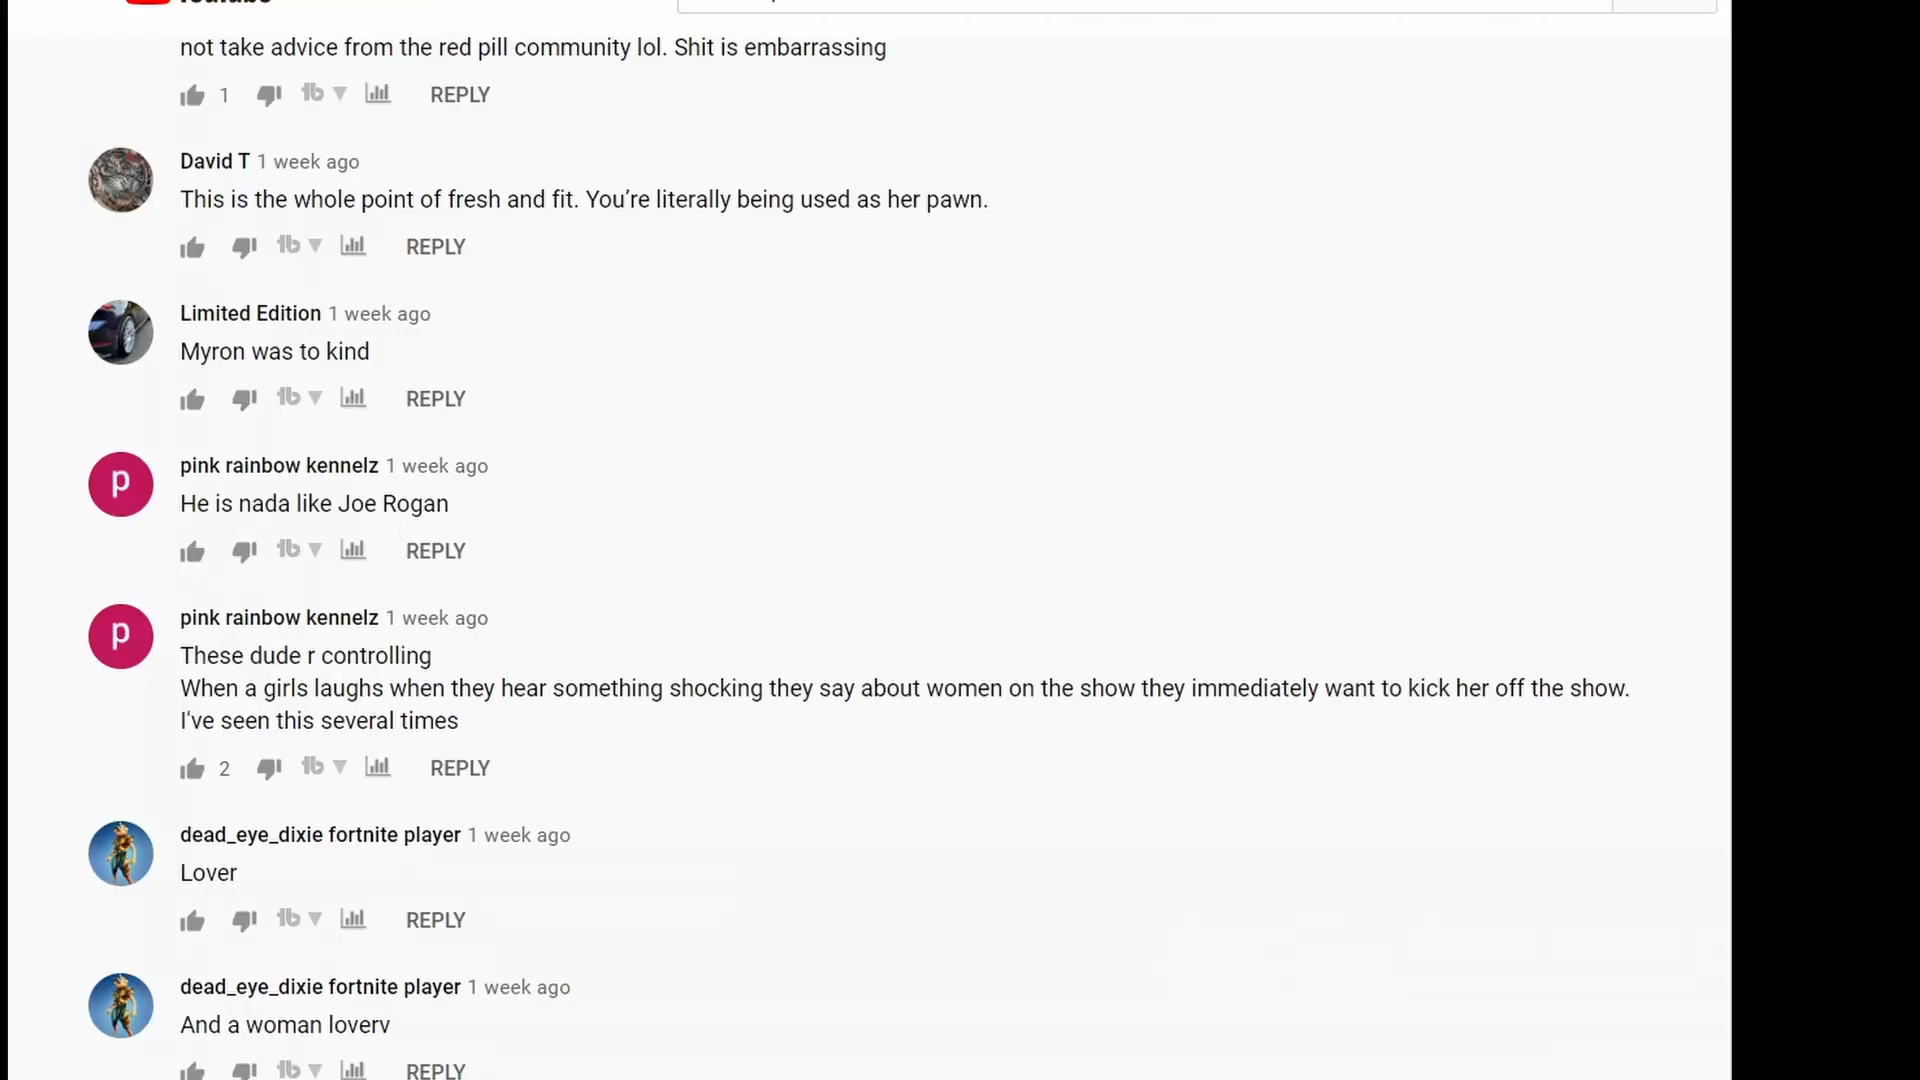 not take advice from the red pill community lol. Shit is embarrassing
1 REPLY
David T 1 week ago
This is the whole point of fresh and fit. You’re literally being used as her pawn.
REPLY
Limited Edition 1 week ago
Myron was to kind
REPLY
p
pink rainbow kennelz 1 week ago
He is nada like Joe Rogan
REPLY
p
pink rainbow kennelz 1 week ago
These dude r controlling
When a girls laughs when they hear something shocking they say about women on the show they immediately want to kick her off the show.
I've seen this several times
2 REPLY
dead_eye_dixie fortnite player 1 week ago
Lover
REPLY
dead_eye_dixie fortnite player 1 week ago
And a woman loverv
REPLY